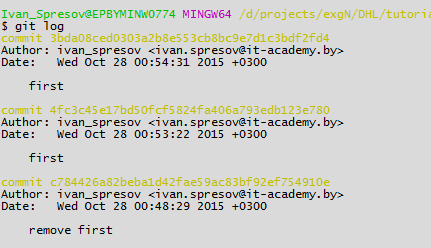 Ivan_Spresov@EPBYMINW0774 MINGW64 /d/projects/exgN/DHL/tutoria
$ git log
commit 3bda08ced0303a2b8e553cb8bc9e7d1c3bdf2fd4
Author: ivan_spresov <ivan.spresov@it-academy.by>
Date:   Wed Oct 28 00:54:31 2015 +0300
    first
commit 4fc3c45e17bd50fcf5824fa406a793edb123e780
Author: ivan_spresov <ivan.spresov@it-academy.by>
Date:   Wed Oct 28 00:53:22 2015 +0300
    first
commit c784426a82beba1d42fae59ac83bf92ef754910e
Author: ivan_spresov <ivan.spresov@it-academy.by>
Date:   Wed Oct 28 00:48:29 2015 +0300
    remove first